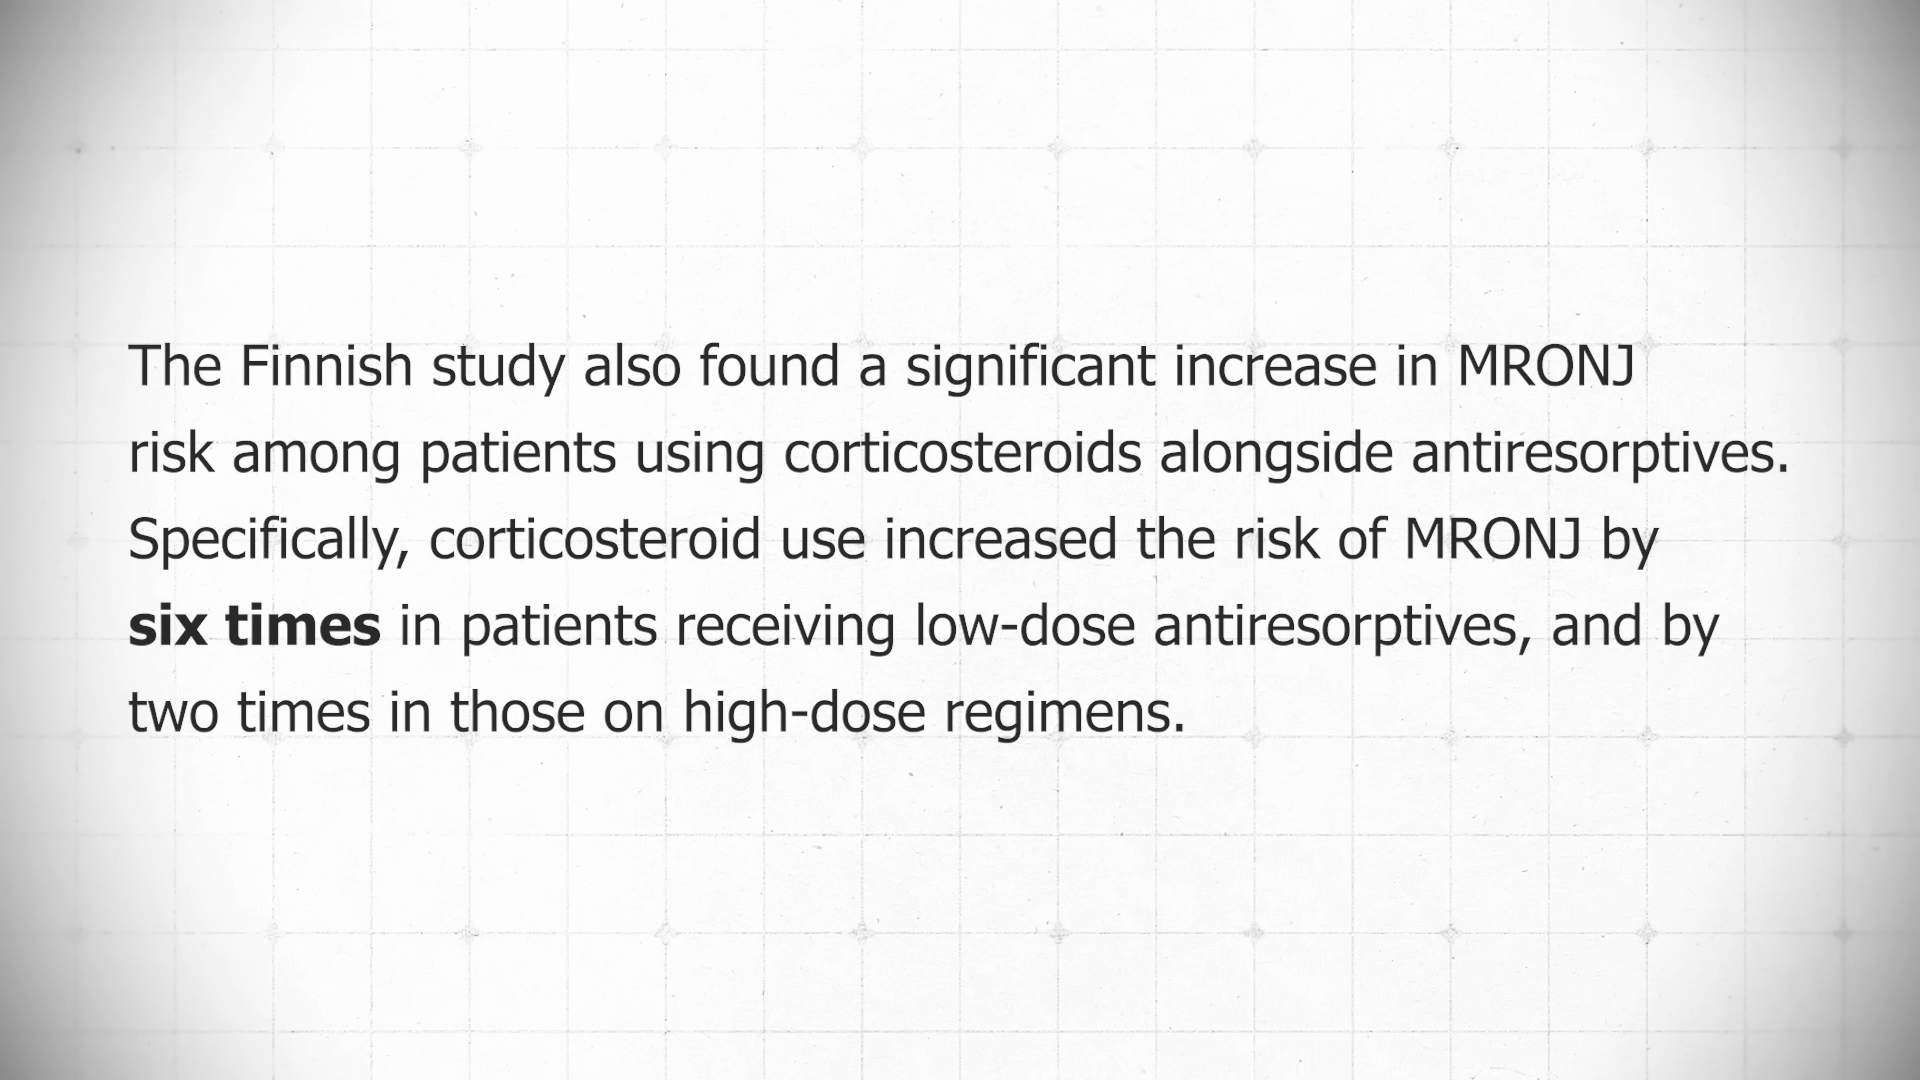 The Finnish study also found a significant increase in MRONJ
risk among patients using corticosteroids alongside antiresorptives.
Specifically, corticosteroid use increased the risk of MRONJ by
six times in patients receiving low-dose antiresorptives, and by
two times in those on high-dose regimens.